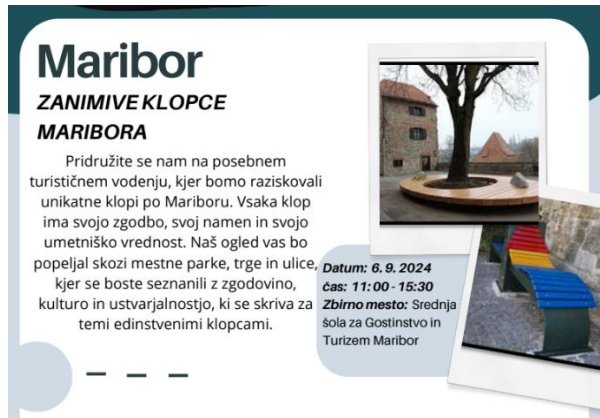 Maribor
ZANIMIVE KLOPCE
MARIBORA
Pridružite se nam na posebnem
turističnem vodenju, kjer bomo raziskovali
unikatne klopi po Mariboru. Vsaka klop
ima svojo zgodbo, svoj namen in svojo
umetniško vrednost. Naš ogled vas bo
popeljal skozi mestne parke, trge in ulice,
kjer se boste seznanili z zgodovino,
kulturo in ustvarjalnostjo, ki se skriva za
temi edinstvenimi klopcami.
Datum: 6. 9. 2024
čas: 11:00 - 15:30
Zbirno mesto: Srednja
šola za Gostinstvo in
Turizem Maribor